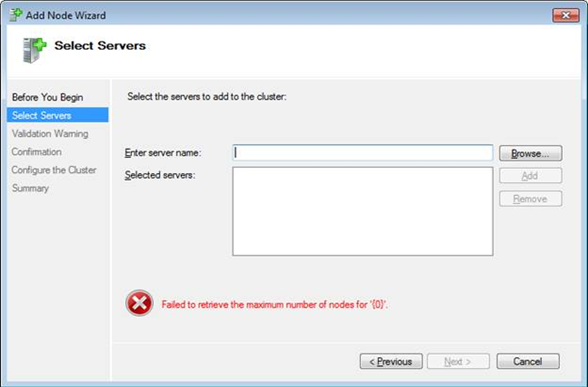 Add Node Wizard
Select Servers
Before You Begin
Select Servers
Validation Warning
Confirmation
Configure the Cluster
Summary
Select the servers to add to the cluster:
Enter server name:
Browse...
Selected servers:
Add
Remove
Failed to retrieve the maximum number of nodes for '{0}'.
< Previous
Next >
Cancel